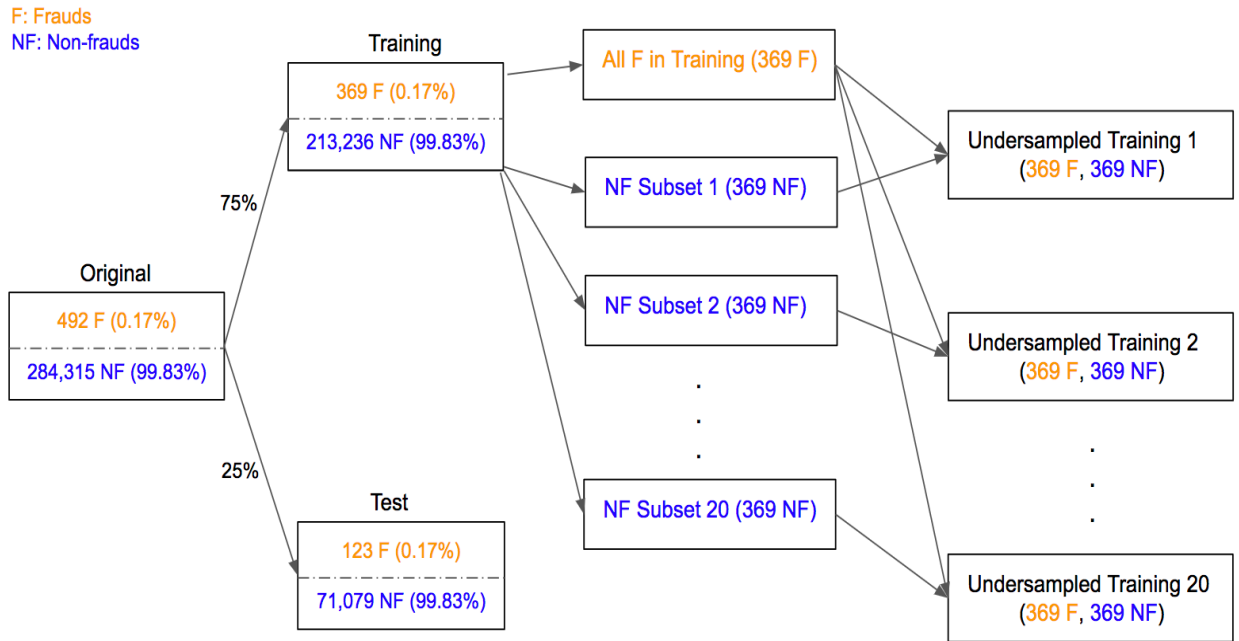 F: Frauds
NF: Non-frauds
Training
369 F (0.17%)
213,236 NF (99.83%)
All F in Training (369 F)
NF Subset 1 (369 NF)
Undersampled Training 1
(369 F, 369 NF)
75%
Original
492 F (0.17%)
284,315 NF (99.83%)
NF Subset 2 (369 NF)
Undersampled Training 2
(369 F, 369 NF)
.
.
.
.
.
.
25%
Test
123 F (0.17%)
71,079 NF (99.83%)
NF Subset 20 (369 NF)
Undersampled Training 20
(369 F, 369 NF)